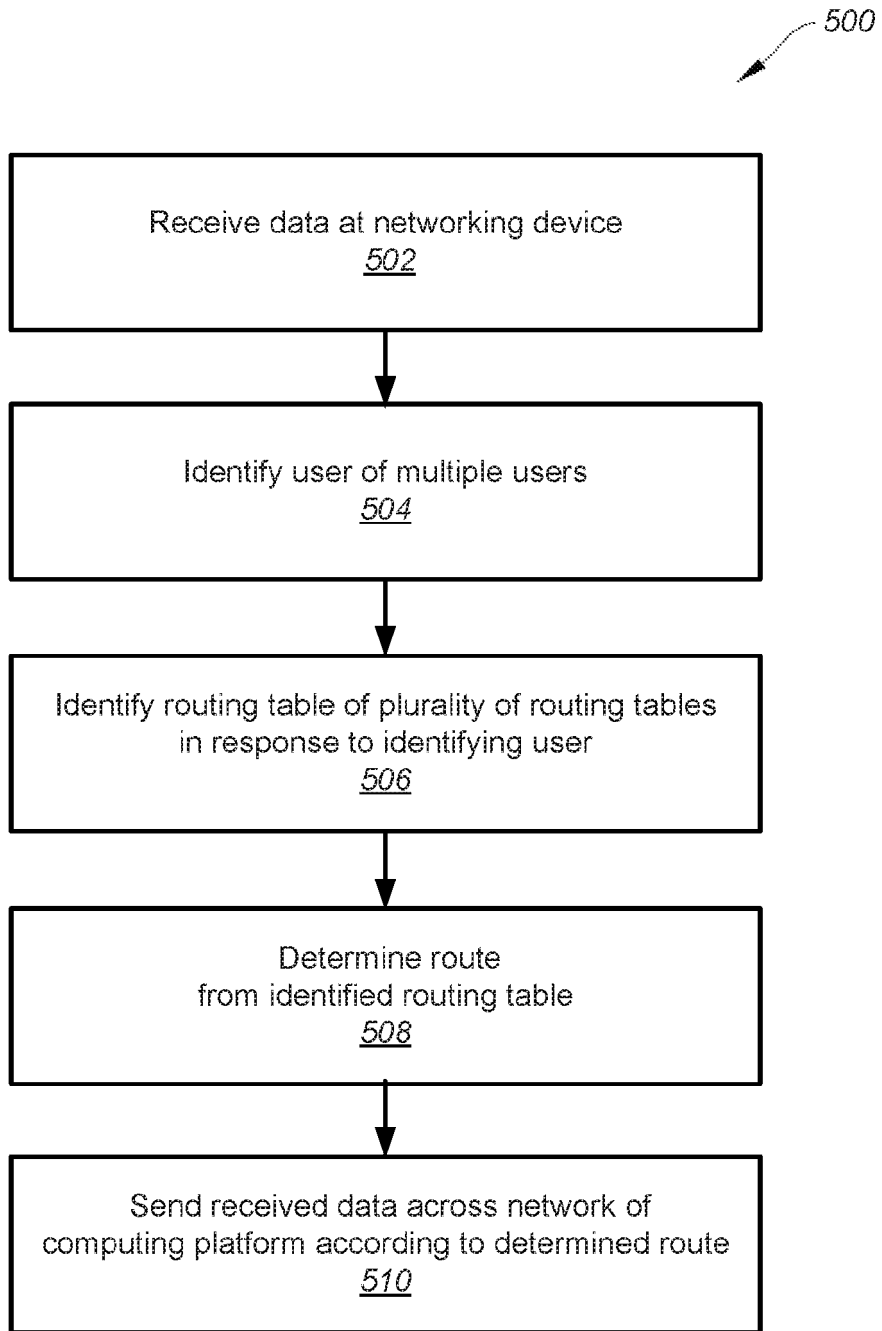 500
Receive data at networking device
502
Identify user of multiple users
504
Identify routing table of plurality of routing tables
in response to identifying user
506
Determine route
from identified routing table
508
Send received data across network of
computing platform according to determined route
510